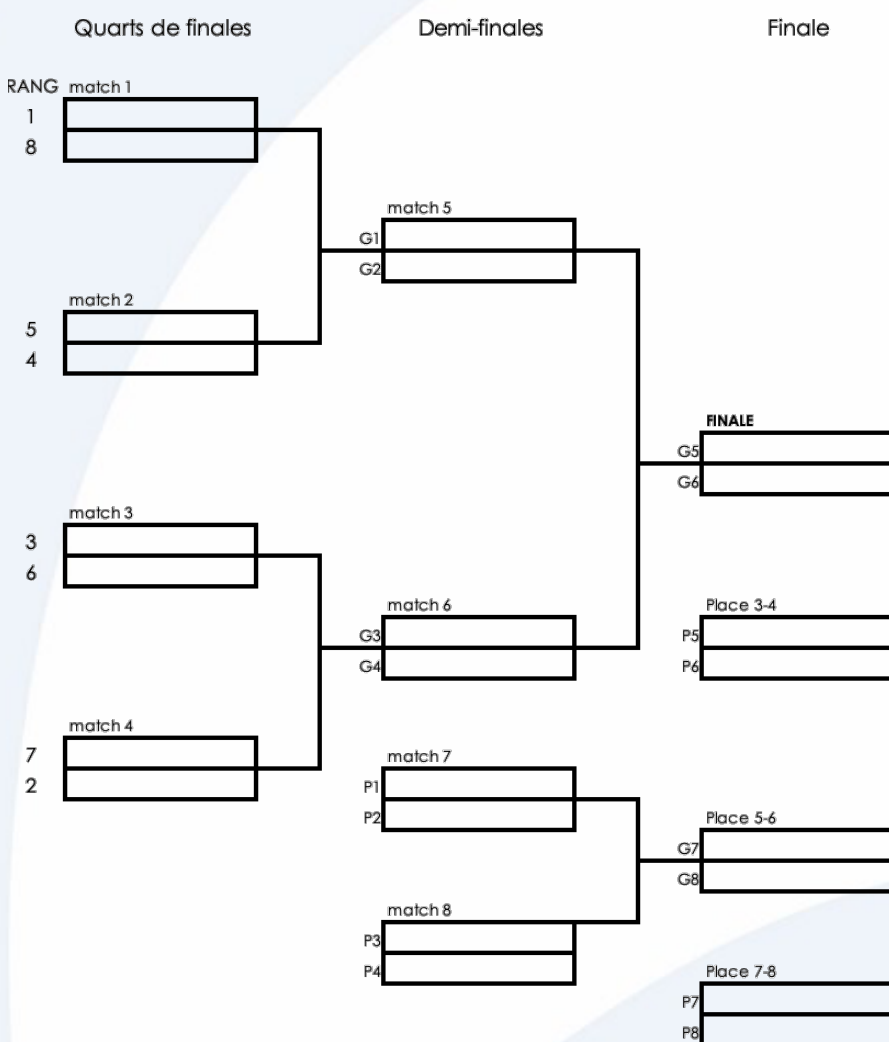 Quarts de finales
Demi-finales
Finale
RANG
match 1
1
8
match 2
5
4
match 3
3
6
match 4
7
2
match 5
G1
G2
match 6
G3
G4
match 7
P1
P2
match 8
P3
P4
FINALE
G5
G6
Place 3-4
P5
P6
Place 5-6
G7
G8
Place 7-8
P7
P8